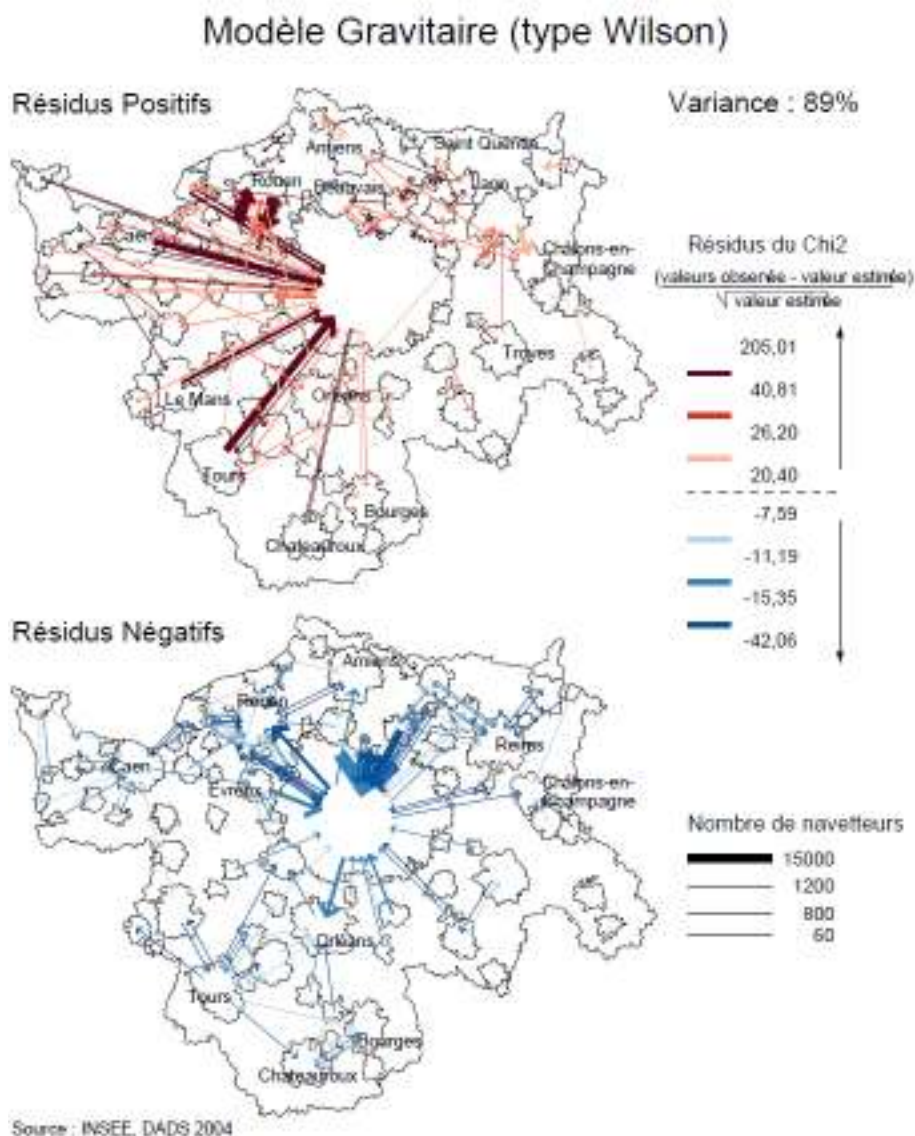 Modèle Gravitaire (type Wilson)
Résidus Positifs
Variance : 89%
Amiens
Saint Quentin
Rouen
Beauvais
Laon
Caen
Châlons-en-
Champagne
Le Mans
Orléans
Troyes
Tours
Bourges
Chateauroux
Résidus du Chi2
(valeurs observée - valeur estimée)
√ valeur estimée
205,01
40,81
26,20
20,40
-7,59
-11,19
-15,35
-42,06
Résidus Négatifs
Amiens
Rouen
Reims
Caen
Evreux
Châlons-en-
Champagne
Orléans
Tours
Bourges
Chateauroux
Nombre de navetteurs
15000
1200
800
60
Source : INSEE, DADS 2004